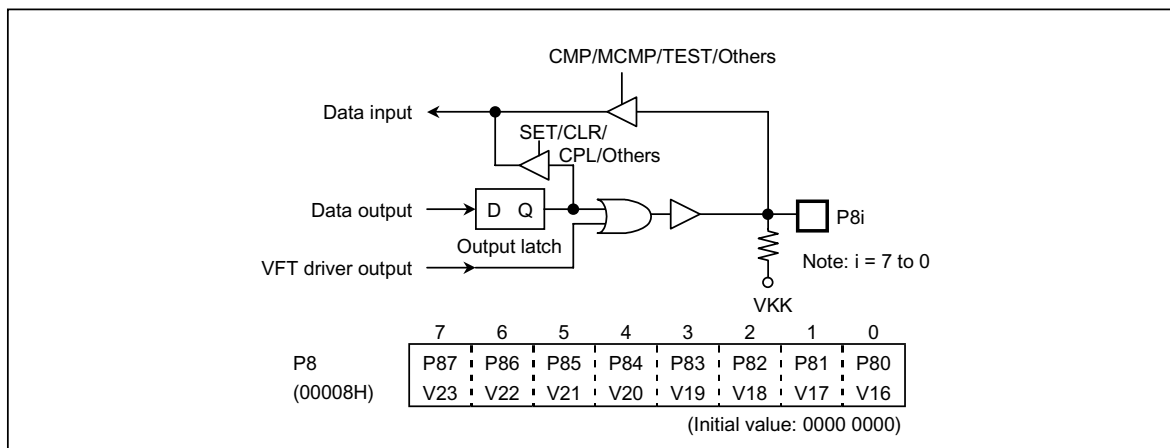 CMP/MCMP/TEST/Others
Data input
SET/CLR/
CPL/Others
Data output
D Q
P8i
Output latch
VFT driver output
Note: i = 7 to 0
VKK
7 6 5 4 3 2 1 0
P8 P87 P86 P85 P84 P83 P82 P81 P80
(00008H) V23 V22 V21 V20 V19 V18 V17 V16
(Initial value: 0000 0000)